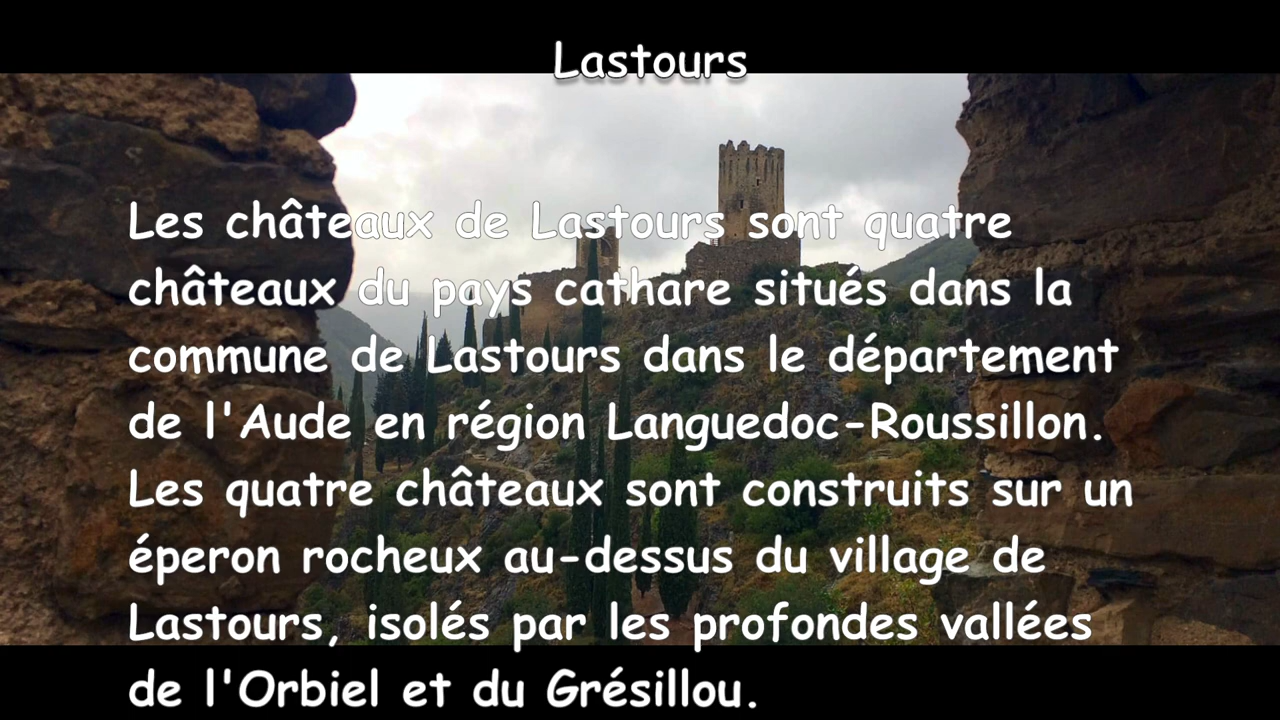 Lastours
Les châteaux de Lastours sont quatre
châteaux du pays cathare situés dans la
commune de Lastours dans le département
de l'Aude en région Languedoc-Roussillon.
Les quatre châteaux sont construits sur un
éperon rocheux au-dessus du village de
Lastours, isolés par les profondes vallées
de l'Orbiel et du Grésillou.